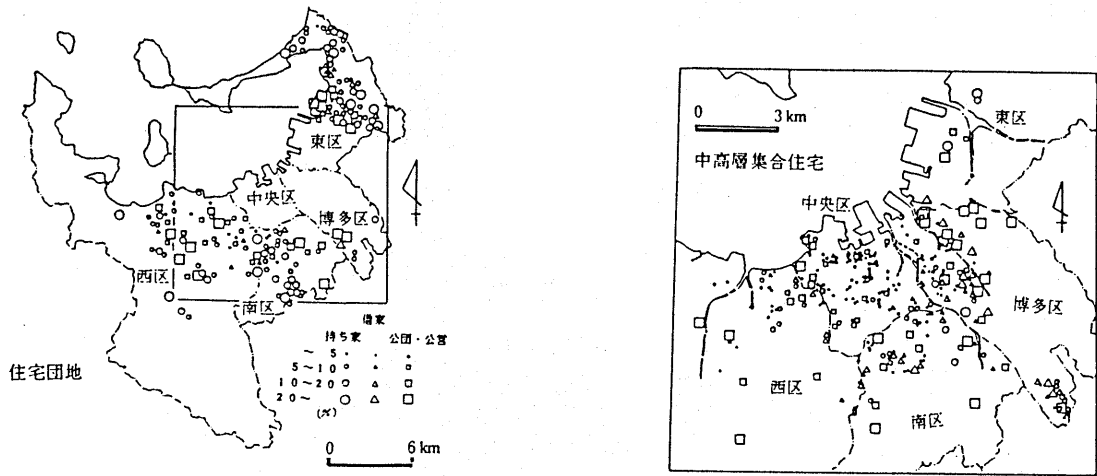 東区
中央区
博多区
西区
南区
借家
持ち家 公団・公営
～ 5
5～10
10～20
20～
(%)
住宅団地
0 6 km
0 3 km
中高層集合住宅
東区
中央区
博多区
西区
南区